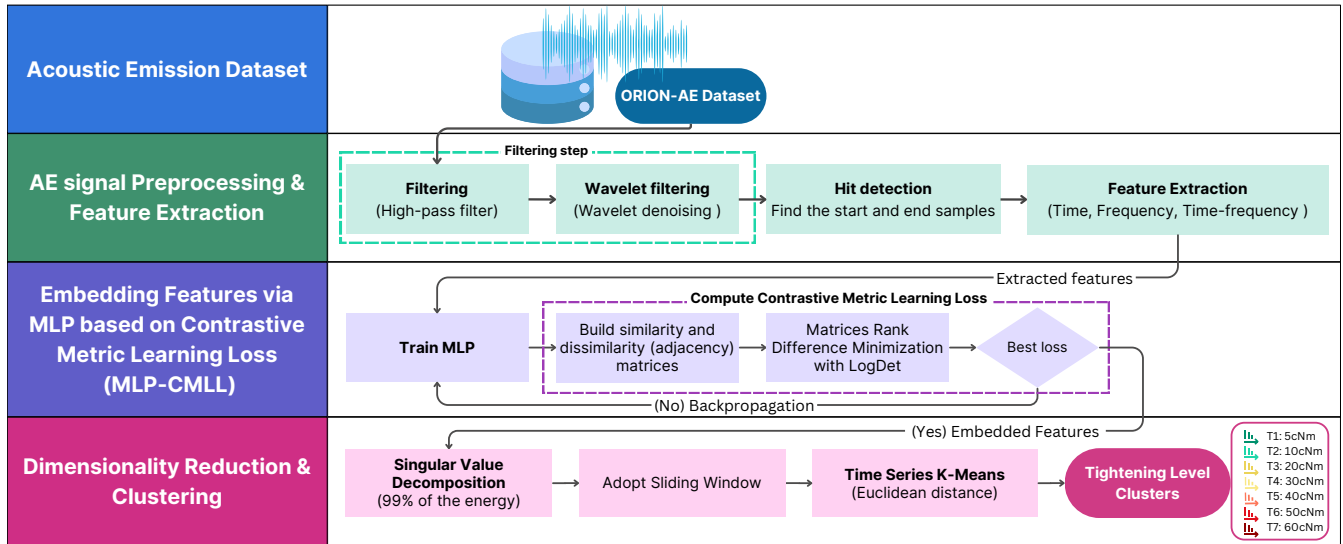 Acoustic Emission Dataset
ORION-AE Dataset
AE signal Preprocessing &
Feature Extraction
Filtering step
Filtering
(High-pass filter)
Wavelet filtering
(Wavelet denoising )
Hit detection
Find the start and end samples
Feature Extraction
(Time, Frequency, Time-frequency )
Embedding Features via
MLP based on Contrastive
Metric Learning Loss
(MLP-CMLL)
Extracted features
Compute Contrastive Metric Learning Loss
Train MLP
Build similarity and
dissimilarity (adjacency)
matrices
Matrices Rank
Difference Minimization
with LogDet
Best loss
(No) Backpropagation
Dimensionality Reduction &
Clustering
(Yes) Embedded Features
Singular Value
Decomposition
(99% of the energy)
Adopt Sliding Window
Time Series K-Means
(Euclidean distance)
Tightening Level
Clusters
T1: 5cNm
T2: 10cNm
T3: 20cNm
T4: 30cNm
T5: 40cNm
T6: 50cNm
T7: 60cNm